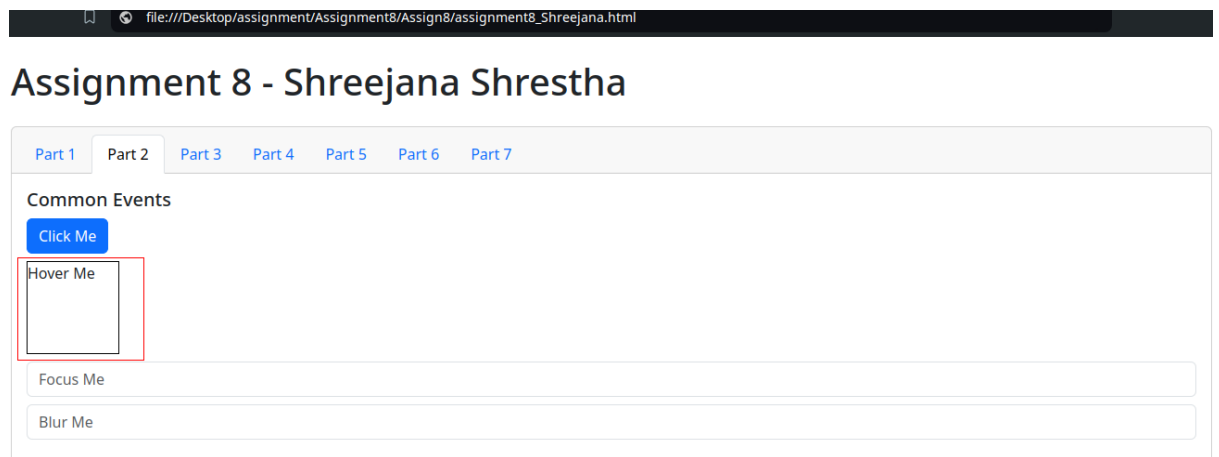 file:///Desktop/assignment/Assignment8/Assign8/assignment8_Shreejana.html
Assignment 8 - Shreejana Shrestha
Part 1 Part 2 Part 3 Part 4 Part 5 Part 6 Part 7
Common Events
Click Me
Hover Me
Focus Me
Blur Me